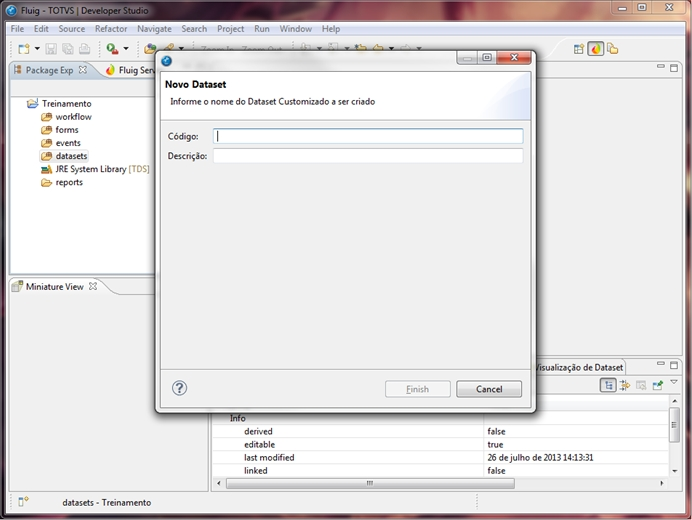 Fluig - TOTVS | Developer Studio
File Edit Source Refactor Navigate Search Project Run Window Help
Package Exp
Fluig Serv
Treinamento
workflow
forms
events
datasets
JRE System Library [TDS]
reports
Miniature View
Novo Dataset
Informe o nome do Dataset Customizado a ser criado
Código:
Descrição:
Finish Cancel
Visualização de Dataset
Info
derived false
editable true
last modified 26 de julho de 2013 14:13:31
linked false
datasets - Treinamento